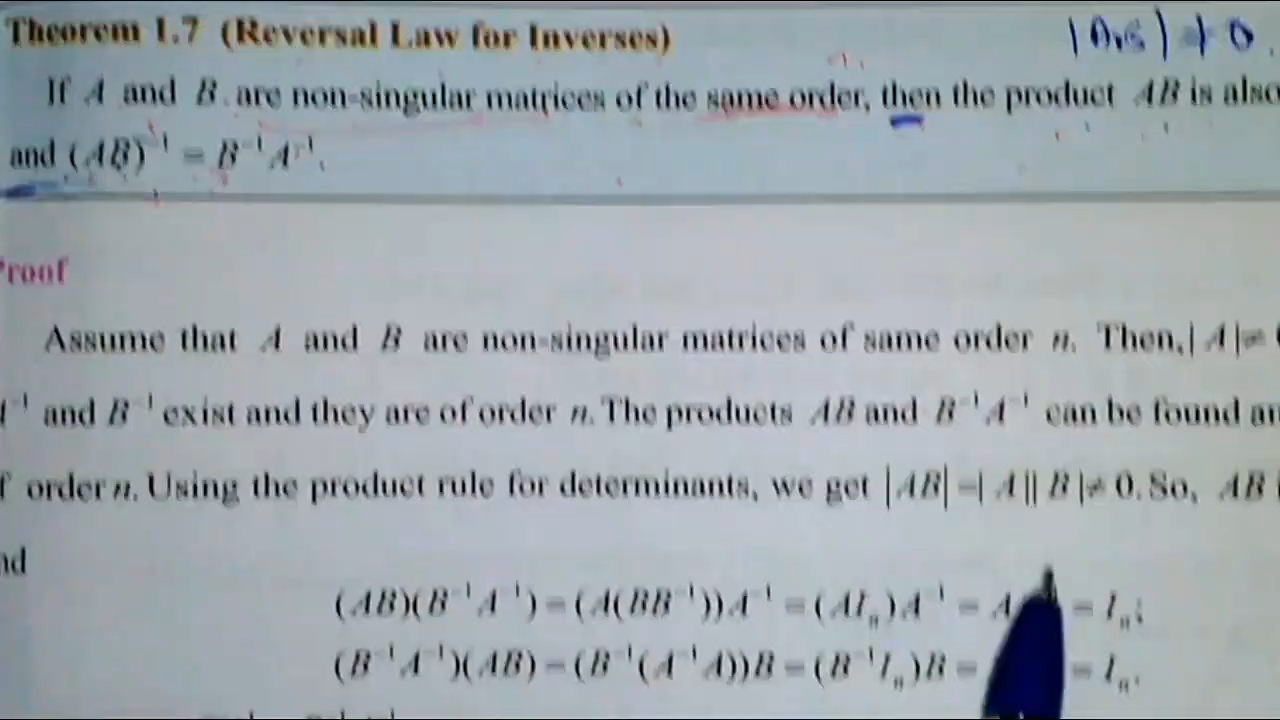 Theorem 1.7 (Reversal Law for Inverses)
If A and B are non-singular matrices of the same order, then the product AB is also
and (AB)⁻¹ = B⁻¹A⁻¹.
Proof
Assume that A and B are non-singular matrices of same order n. Then, |A| ≠
A⁻¹ and B⁻¹ exist and they are of order n. The products AB and B⁻¹A⁻¹ can be found an
f order n. Using the product rule for determinants, we get |AB| = |A||B| ≠ 0. So, AB
nd
(AB)(B⁻¹A⁻¹) = (A(BB⁻¹))A⁻¹ = (AIₙ)A⁻¹ = A = Iₙ;
(B⁻¹A⁻¹)(AB) = (B⁻¹(A⁻¹A))B = (B⁻¹Iₙ)B = = Iₙ.